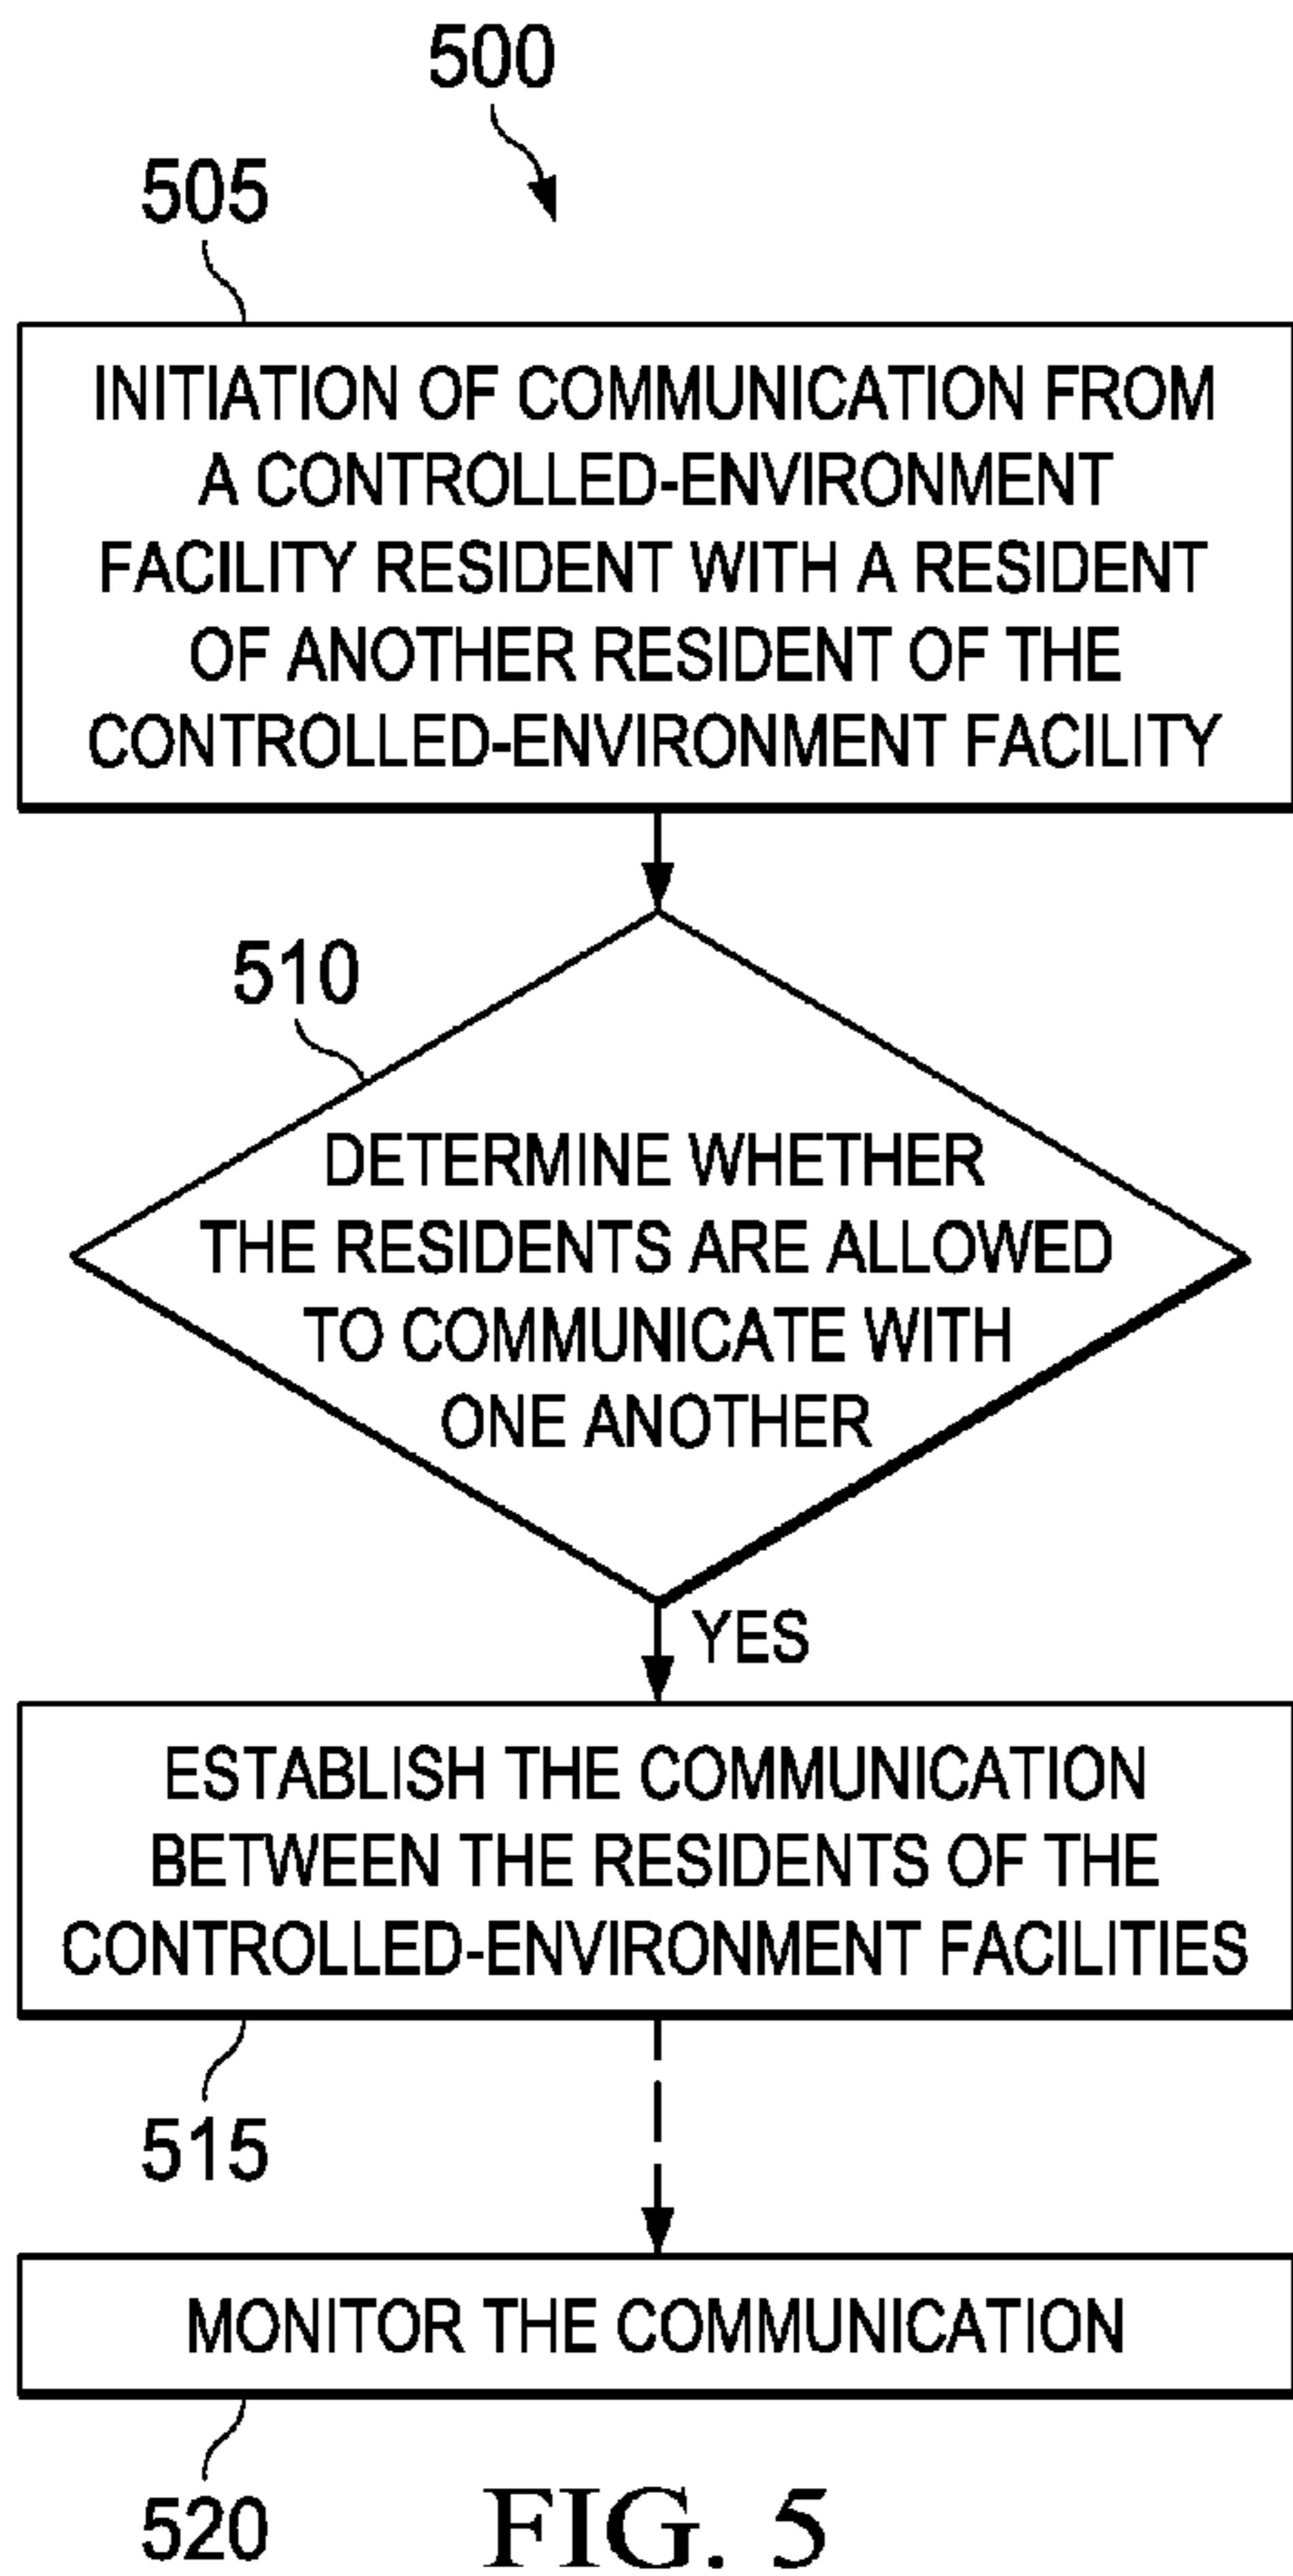 500
505
INITIATION OF COMMUNICATION FROM
A CONTROLLED-ENVIRONMENT
FACILITY RESIDENT WITH A RESIDENT
OF ANOTHER RESIDENT OF THE
CONTROLLED-ENVIRONMENT FACILITY
510
DETERMINE WHETHER
THE RESIDENTS ARE ALLOWED
TO COMMUNICATE WITH
ONE ANOTHER
YES
ESTABLISH THE COMMUNICATION
BETWEEN THE RESIDENTS OF THE
CONTROLLED-ENVIRONMENT FACILITIES
515
MONITOR THE COMMUNICATION
520
FIG. 5